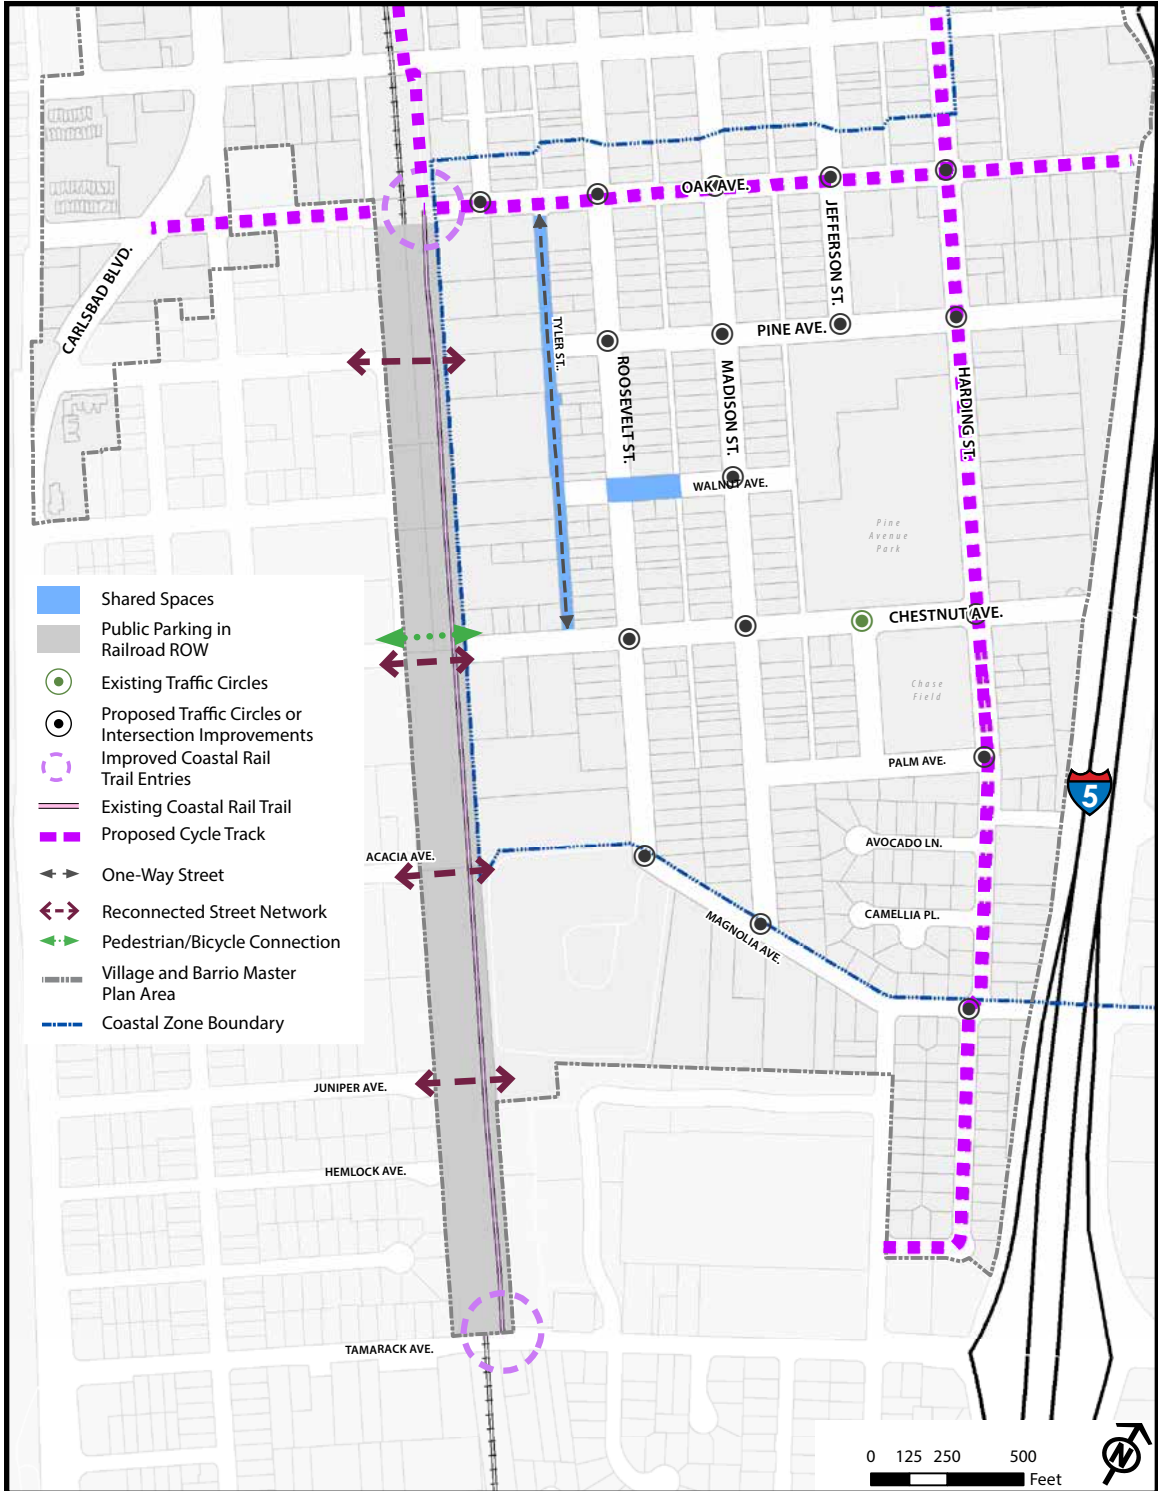 OAK AVE.
CARLSBAD BLVD.
JEFFERSON ST.
TYLER ST.
PINE AVE.
ROOSEVELT ST.
MADISON ST.
HARDING ST.
WALNUT AVE.
Pine
Avenue
Park
Shared Spaces
Public Parking in
Railroad ROW
Existing Traffic Circles
Proposed Traffic Circles or
Intersection Improvements
Improved Coastal Rail
Trail Entries
Existing Coastal Rail Trail
Proposed Cycle Track
One-Way Street
Reconnected Street Network
Pedestrian/Bicycle Connection
Village and Barrio Master
Plan Area
Coastal Zone Boundary
CHESTNUT AVE.
Chase
Field
PALM AVE.
5
AVOCADO LN.
ACACIA AVE.
CAMELLIA PL.
MAGNOLIA AVE.
JUNIPER AVE.
HEMLOCK AVE.
TAMARACK AVE.
0 125 250 500
Feet
N